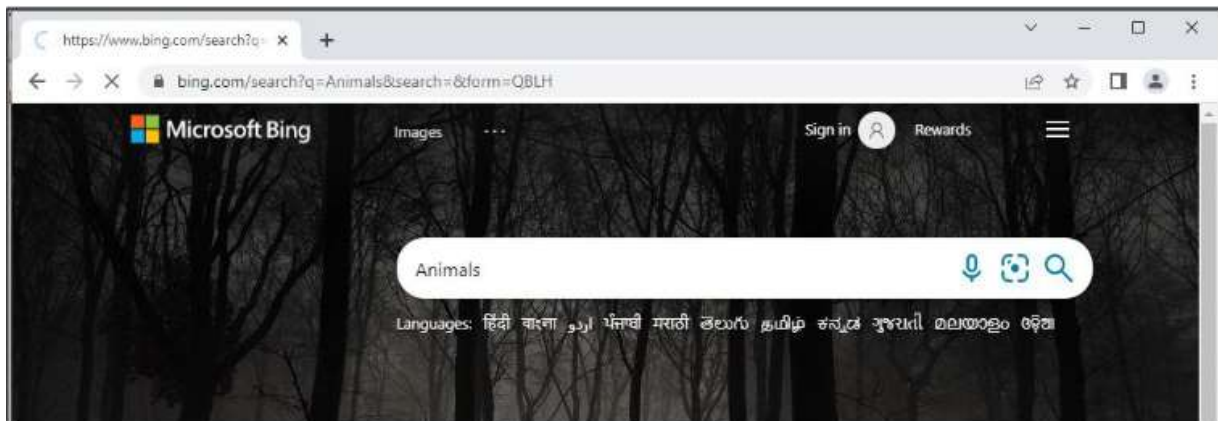 https://www.bing.com/search?q=
bing.com/search?q=Animals&search=&form=QBLH
Microsoft Bing Images ... Sign in Rewards
Animals
Languages: हिंदी বাংলা اردو ਪੰਜਾਬੀ मराठी తెలుగు தமிழ் ಕನ್ನಡ ગુજરાતી മലയാളം ଓଡ଼ିଆ